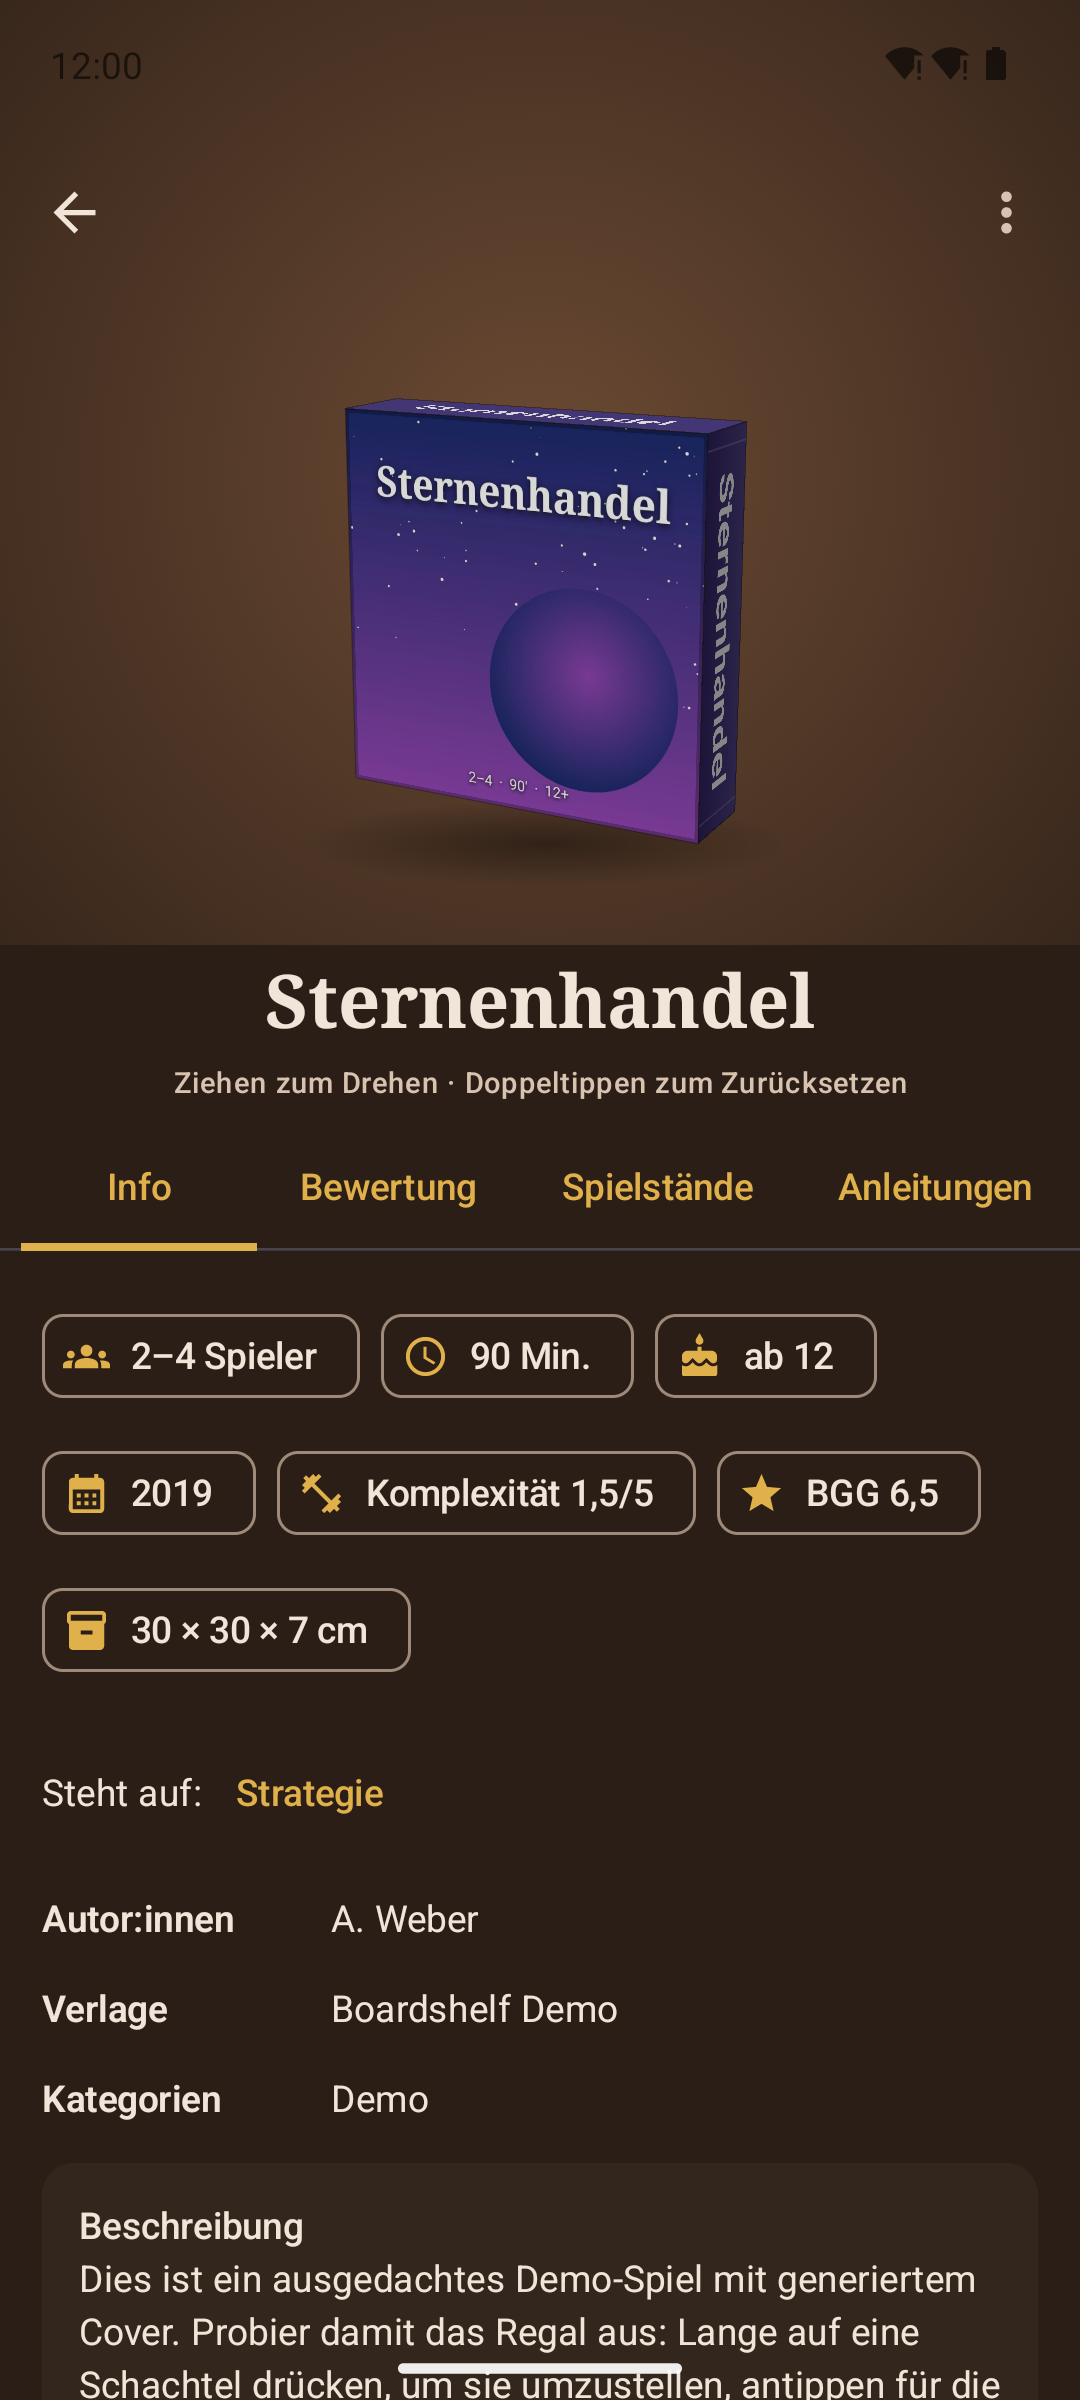 12:00
Sternenhandel
Sternenhandel
Sternenhandel
2–4 · 90' · 12+
Sternenhandel
Ziehen zum Drehen · Doppeltippen zum Zurücksetzen
Info Bewertung Spielstände Anleitungen
2–4 Spieler 90 Min. ab 12
2019 Komplexität 1,5/5 BGG 6,5
30 × 30 × 7 cm
Steht auf: Strategie
Autor:innen A. Weber
Verlage Boardshelf Demo
Kategorien Demo
Beschreibung
Dies ist ein ausgedachtes Demo-Spiel mit generiertem
Cover. Probier damit das Regal aus: Lange auf eine
Schachtel drücken, um sie umzustellen, antippen für die